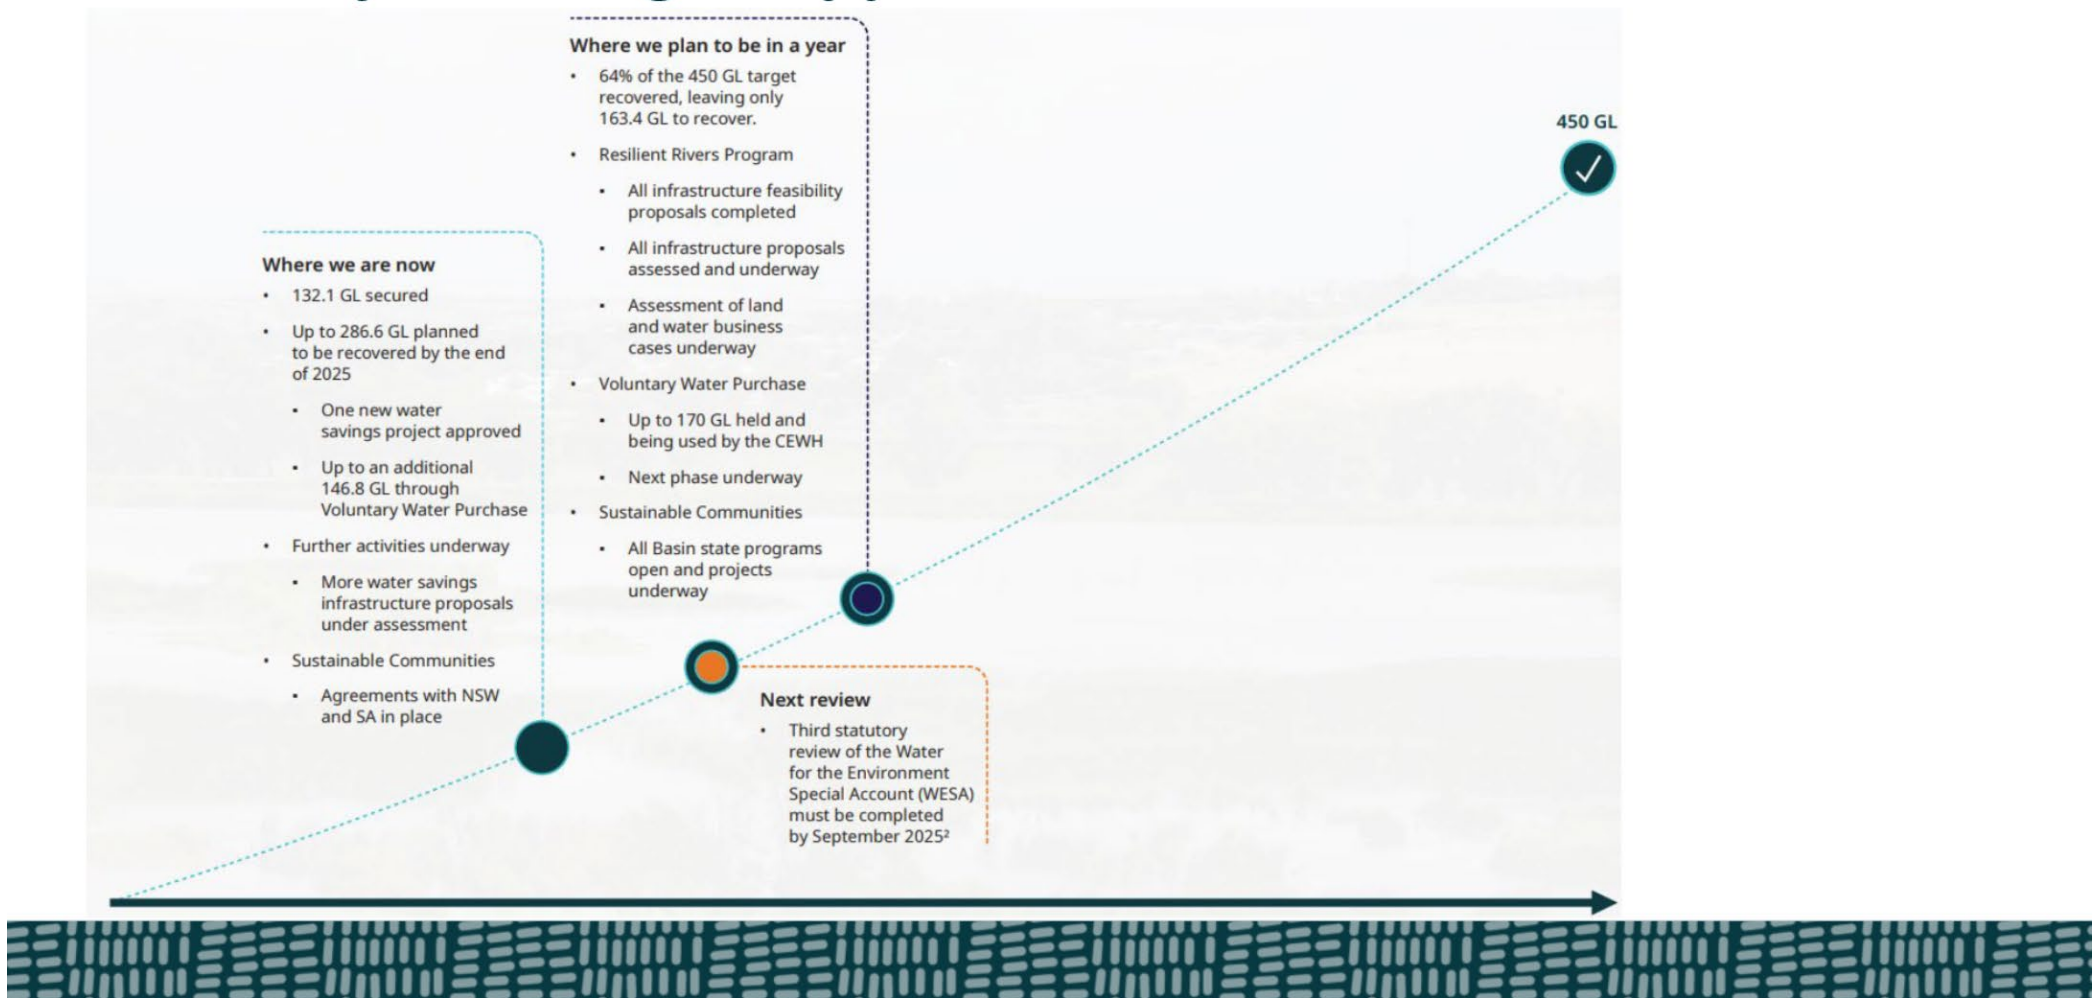 Where we plan to be in a year
• 64% of the 450 GL target
recovered, leaving only
163.4 GL to recover.
• Resilient Rivers Program
▪ All infrastructure feasibility
proposals completed
▪ All infrastructure proposals
assessed and underway
▪ Assessment of land
and water business
cases underway
• Voluntary Water Purchase
▪ Up to 170 GL held and
being used by the CEWH
▪ Next phase underway
• Sustainable Communities
▪ All Basin state programs
open and projects
underway
450 GL
Where we are now
• 132.1 GL secured
• Up to 286.6 GL planned
to be recovered by the end
of 2025
▪ One new water
savings project approved
▪ Up to an additional
146.8 GL through
Voluntary Water Purchase
• Further activities underway
▪ More water savings
infrastructure proposals
under assessment
• Sustainable Communities
▪ Agreements with NSW
and SA in place
Next review
• Third statutory
review of the Water
for the Environment
Special Account (WESA)
must be completed
by September 2025²